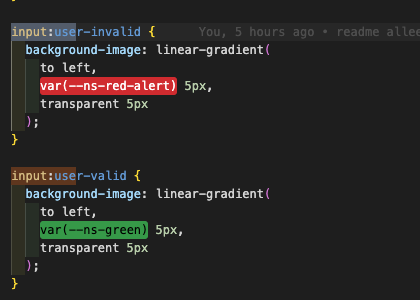 input:user-invalid {    You, 5 hours ago • readme allee
  background-image: linear-gradient(
    to left,
    var(--ns-red-alert) 5px,
    transparent 5px
  );
}
input:user-valid {
  background-image: linear-gradient(
    to left,
    var(--ns-green) 5px,
    transparent 5px
  );
}